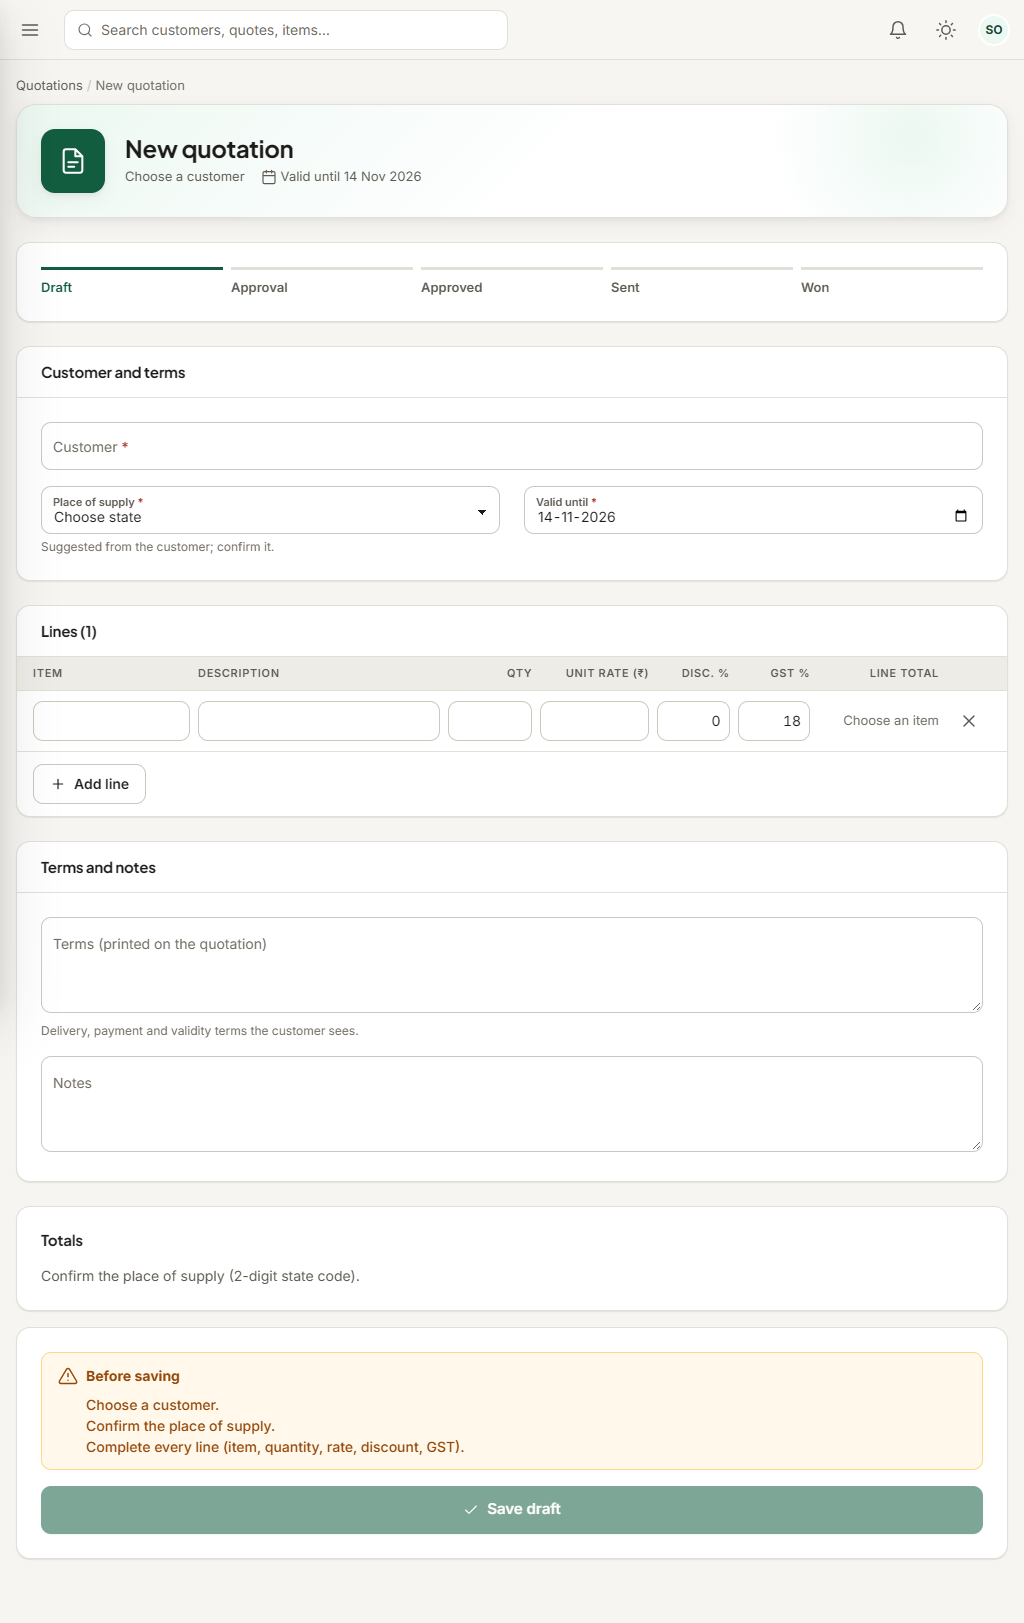 Search customers, quotes, items...
SO
Quotations / New quotation
New quotation
Choose a customer Valid until 14 Nov 2026
Draft Approval Approved Sent Won
Customer and terms
Customer *
Place of supply * Valid until *
Choose state 14-11-2026
Suggested from the customer; confirm it.
Lines (1)
ITEM DESCRIPTION QTY UNIT RATE (₹) DISC. % GST % LINE TOTAL
0 18 Choose an item
Add line
Terms and notes
Terms (printed on the quotation)
Delivery, payment and validity terms the customer sees.
Notes
Totals
Confirm the place of supply (2-digit state code).
Before saving
Choose a customer.
Confirm the place of supply.
Complete every line (item, quantity, rate, discount, GST).
Save draft